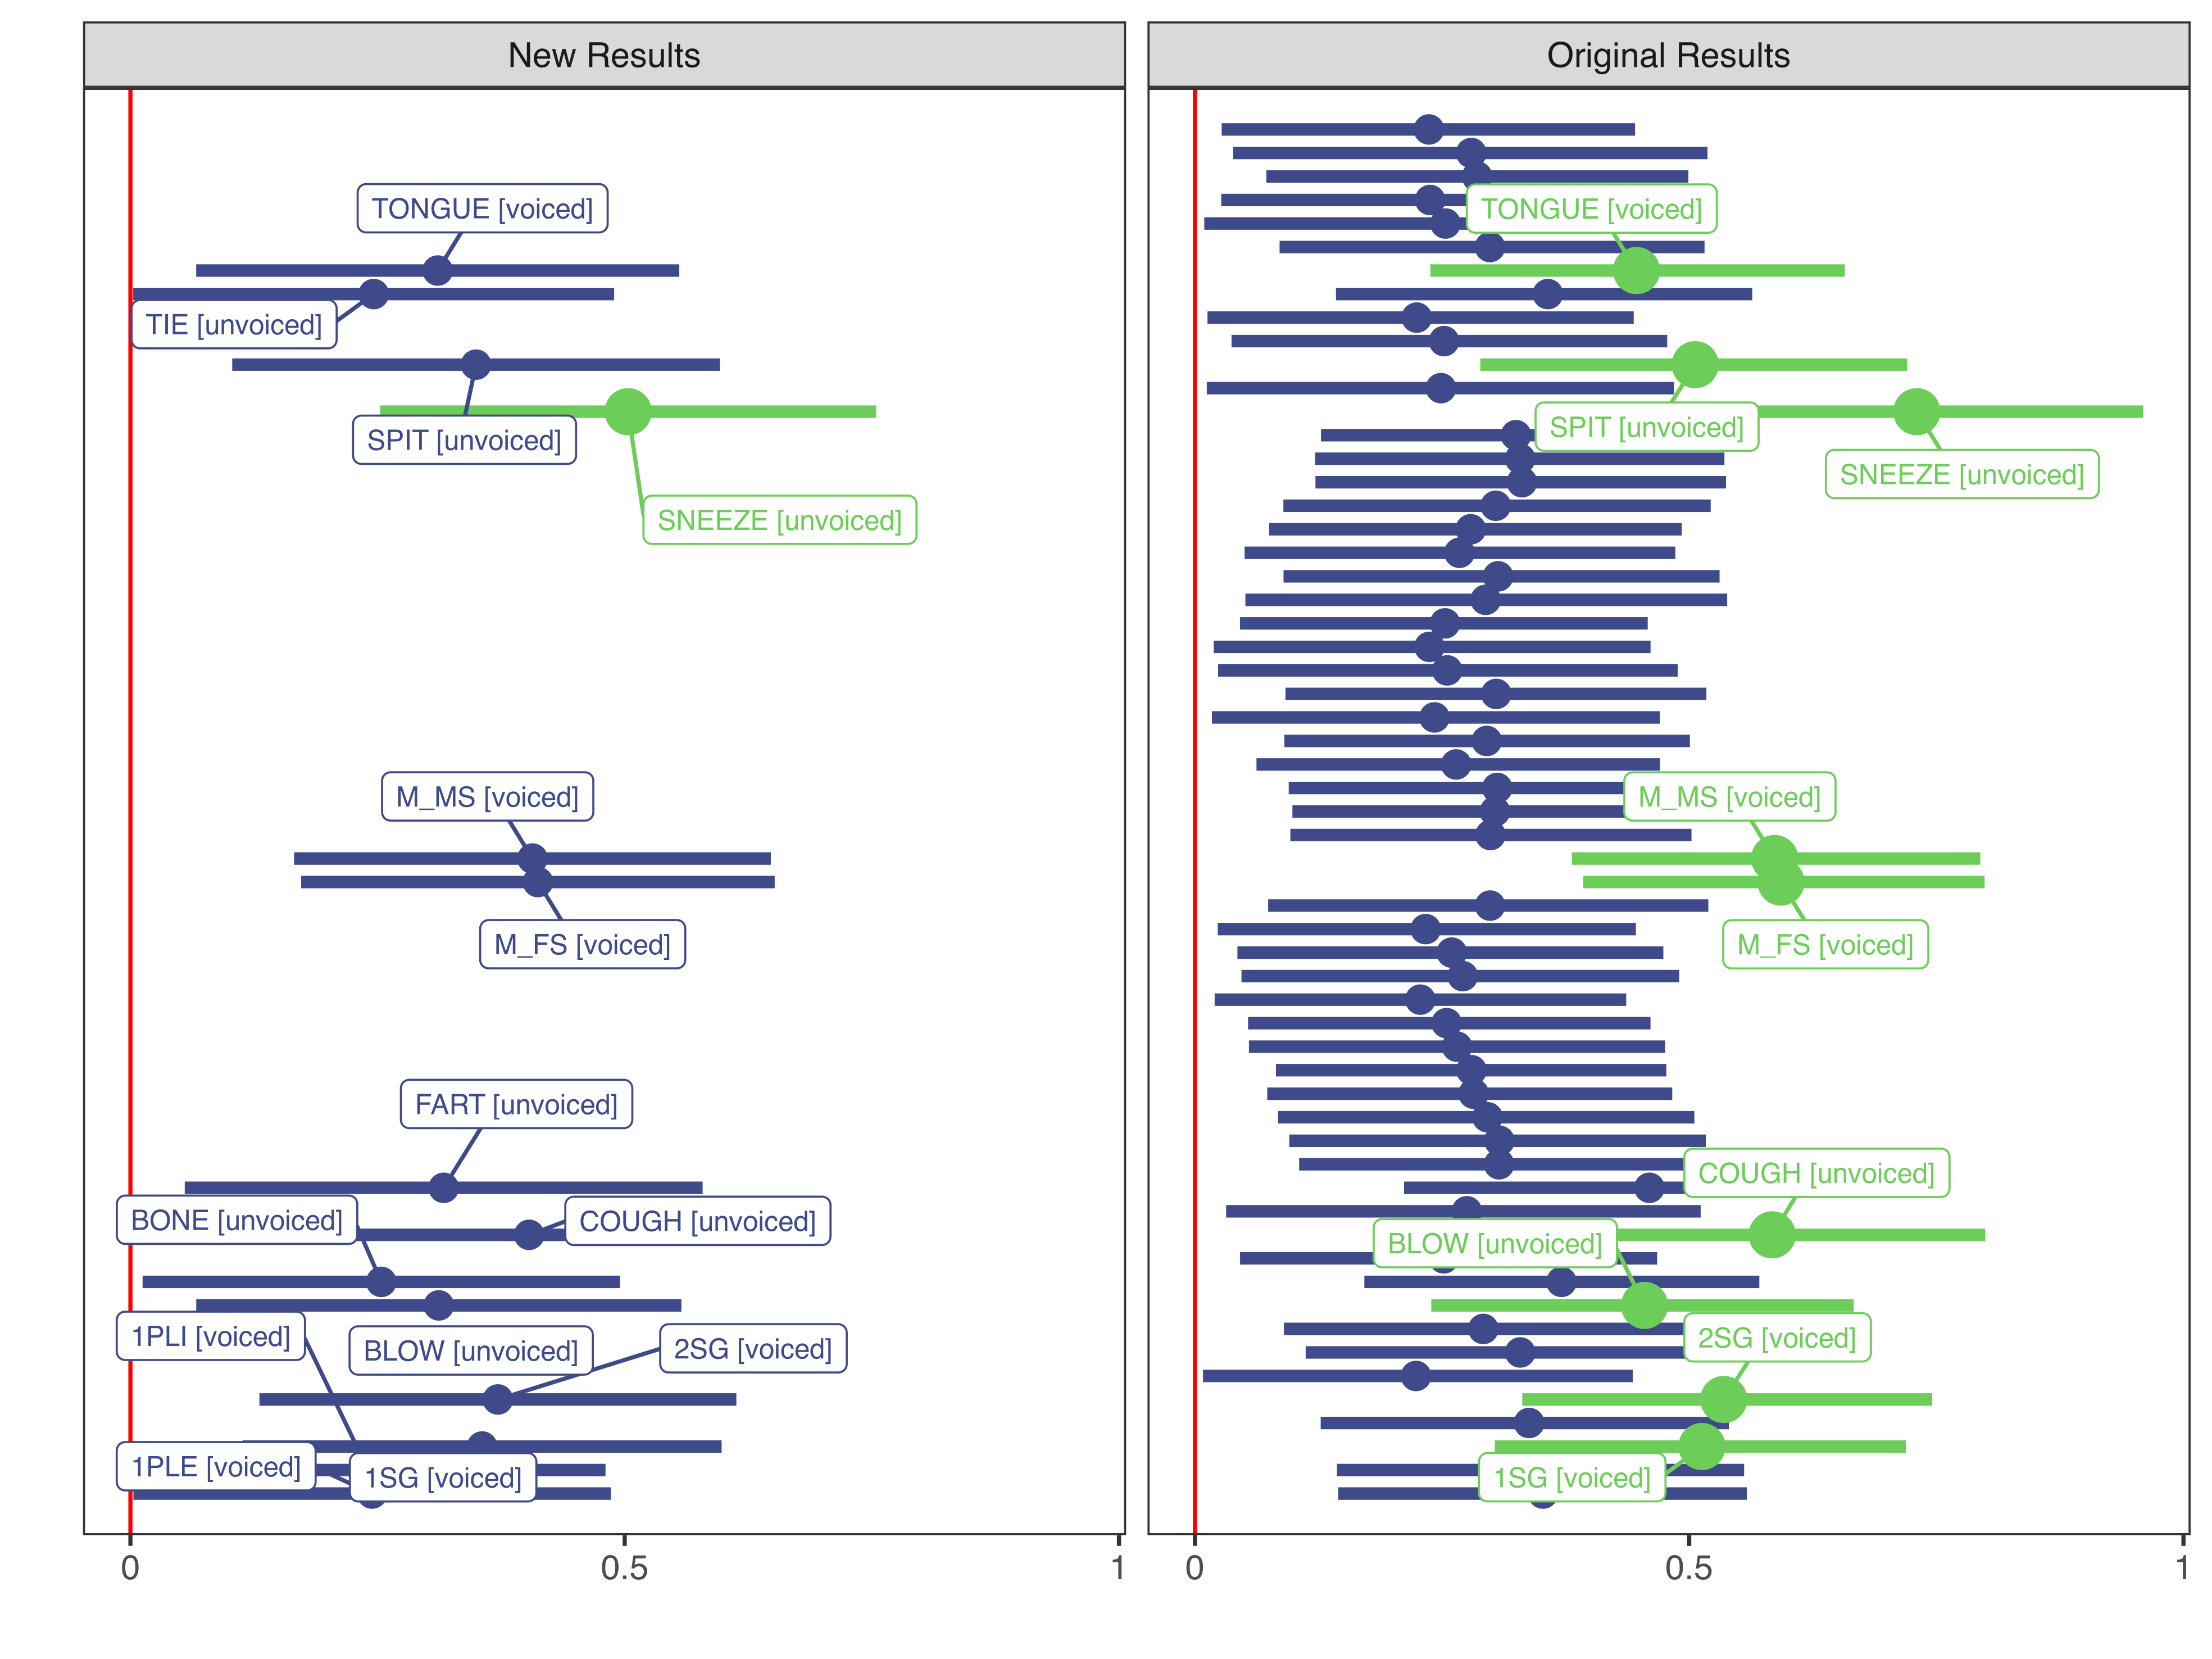 New Results
TONGUE [voiced]
TIE [unvoiced]
SPIT [unvoiced]
SNEEZE [unvoiced]
M_MS [voiced]
M_FS [voiced]
FART [unvoiced]
BONE [unvoiced]
COUGH [unvoiced]
1PLI [voiced]
BLOW [unvoiced]
2SG [voiced]
1PLE [voiced]
1SG [voiced]
0
0.5
1
Original Results
TONGUE [voiced]
SPIT [unvoiced]
SNEEZE [unvoiced]
M_MS [voiced]
M_FS [voiced]
COUGH [unvoiced]
BLOW [unvoiced]
2SG [voiced]
1SG [voiced]
0
0.5
1